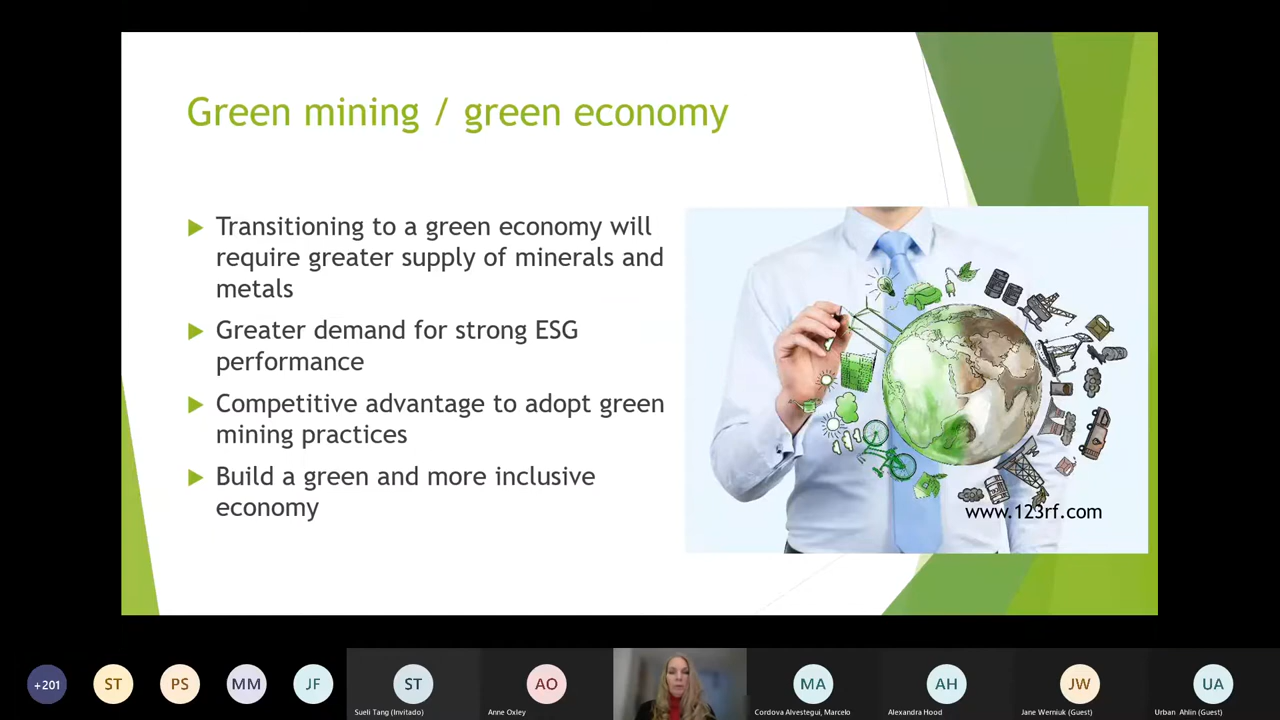 Green mining / green economy
Transitioning to a green economy will
require greater supply of minerals and
metals
Greater demand for strong ESG
performance
Competitive advantage to adopt green
mining practices
Build a green and more inclusive
economy
www.123rf.com
+201
ST
PS
MM
JF
ST
AO
MA
AH
JW
UA
Sueli Tang (Invitado)
Anne Oxley
Cordova Alvestegui, Marcelo
Alexandra Hood
Jane Werniuk (Guest)
Urban Ahlin (Guest)